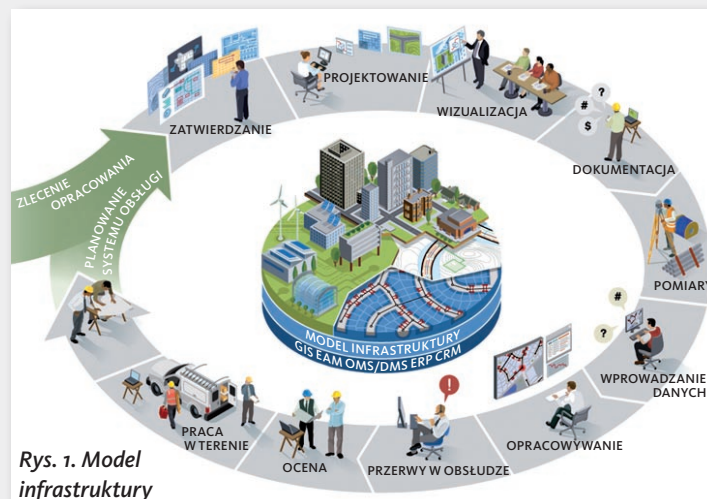 ZLECENIE
OPRACOWANIA
PLANOWANIE
SYSTEMU OBSŁUGI
ZATWIERDZANIE
PROJEKTOWANIE
WIZUALIZACJA
?
#
$
DOKUMENTACJA
POMIARY
#
?
WPROWADZANIE
DANYCH
OPRACOWYWANIE
!
PRZERWY W OBSŁUDZE
OCENA
PRACA
W TERENIE
MODEL INFRASTRUKTURY
GIS EAM OMS/DMS ERP CRM
Rys. 1. Model
infrastruktury